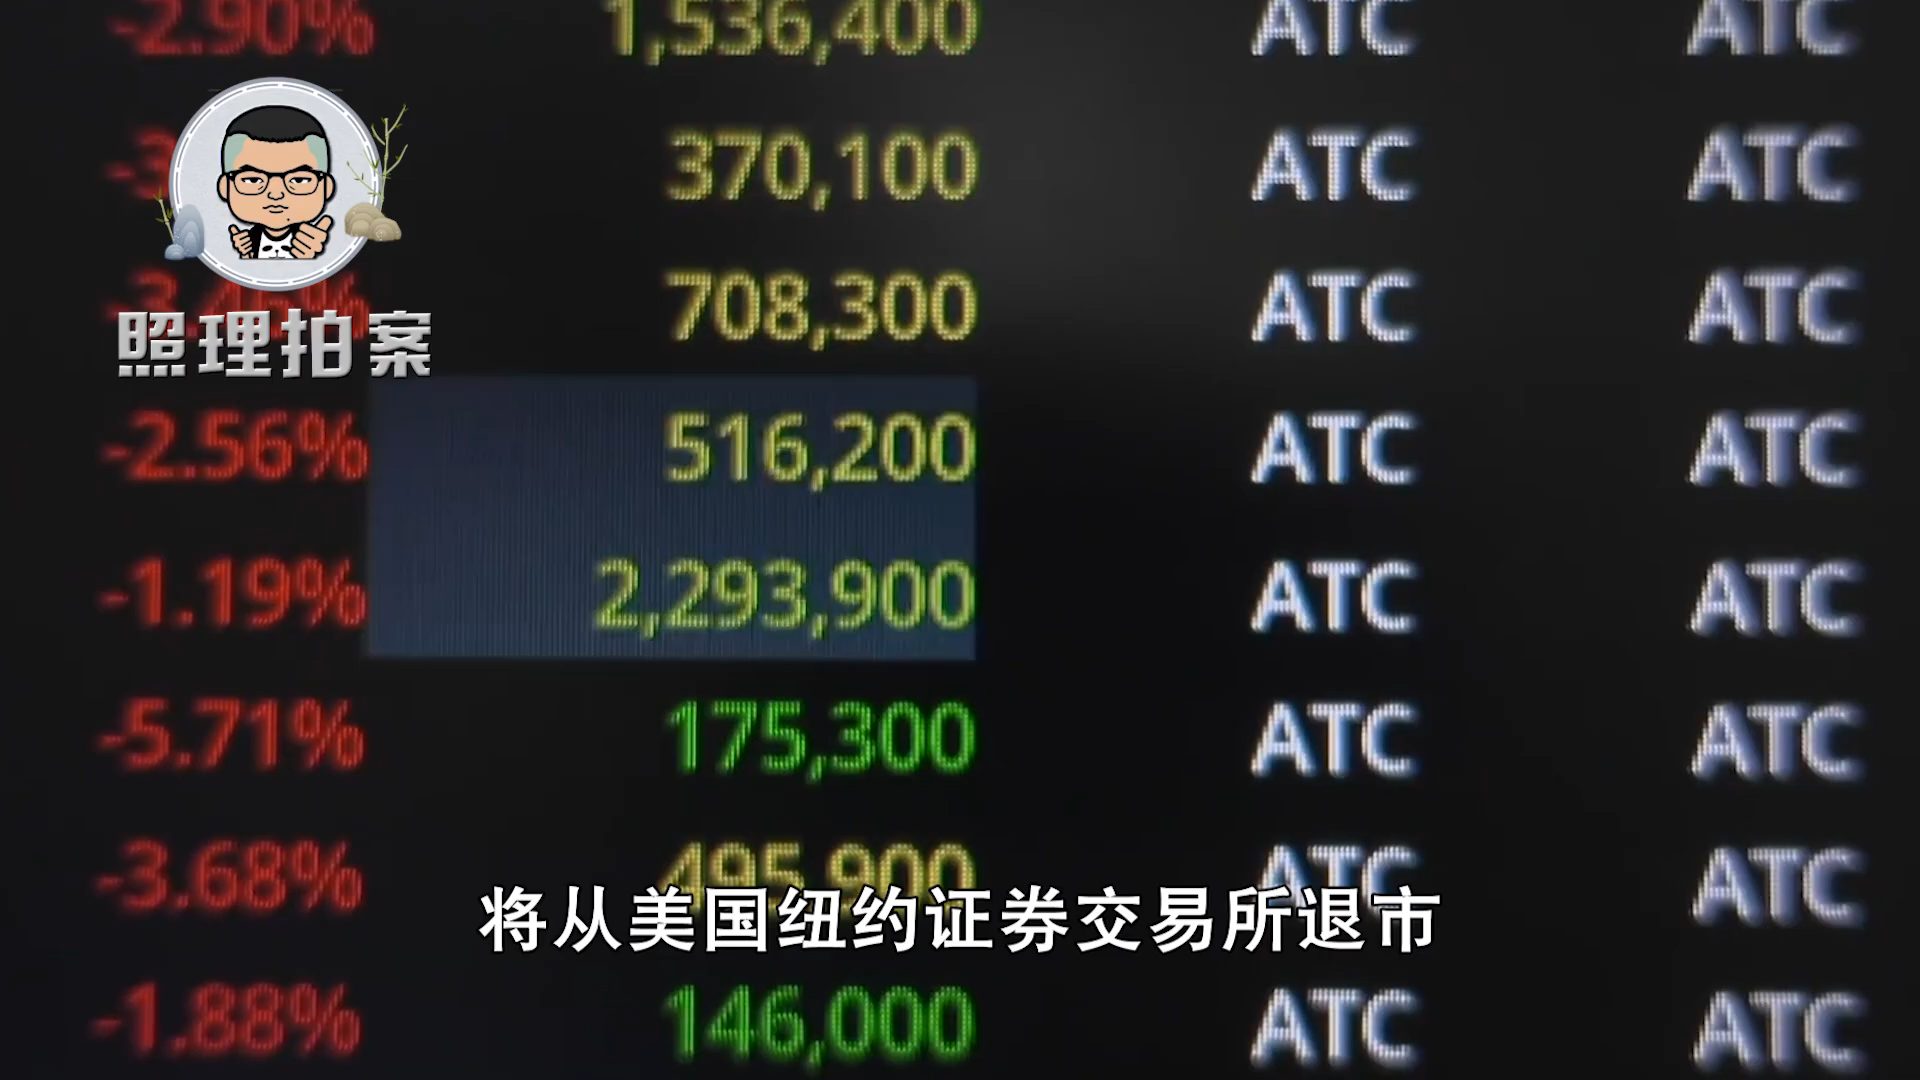 -2.90% 1,536,400 ATC ATC
370,100 ATC ATC
-3.46% 708,300 ATC ATC
照理拍案
-2.56% 516,200 ATC ATC
-1.19% 2,293,900 ATC ATC
-5.71% 175,300 ATC ATC
-3.68% 495,900 ATC ATC
将从美国纽约证券交易所退市
-1.88% 146,000 ATC ATC